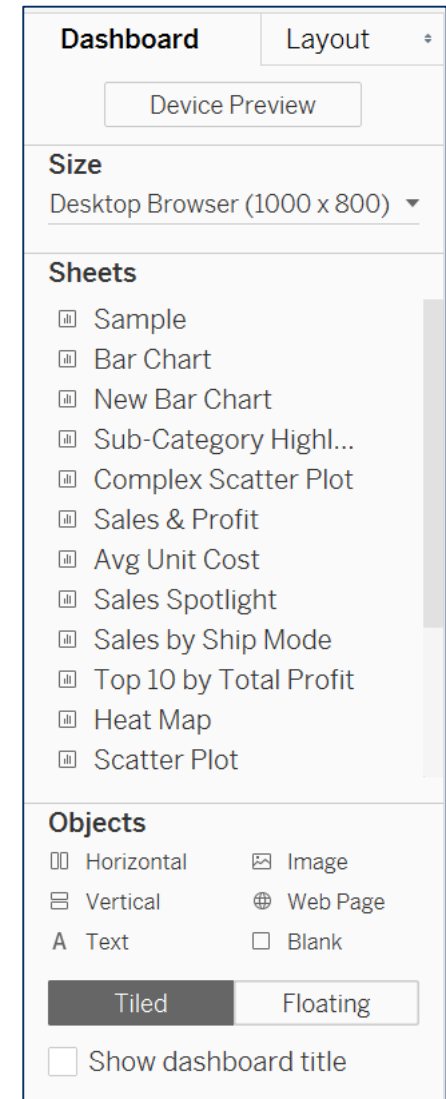 Dashboard Layout
Device Preview
Size
Desktop Browser (1000 x 800)
Sheets
Sample
Bar Chart
New Bar Chart
Sub-Category Highl...
Complex Scatter Plot
Sales & Profit
Avg Unit Cost
Sales Spotlight
Sales by Ship Mode
Top 10 by Total Profit
Heat Map
Scatter Plot
Objects
Horizontal Image
Vertical Web Page
A Text Blank
Tiled Floating
Show dashboard title